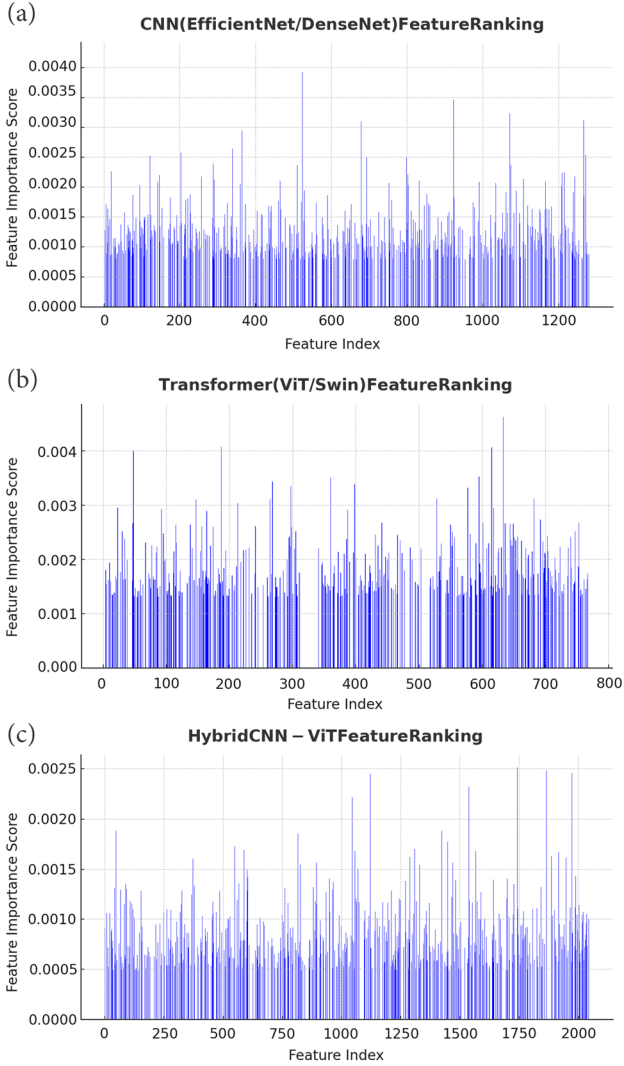 (a)
CNN(EfficientNet/DenseNet)FeatureRanking
Feature Importance Score
0.0040
0.0035
0.0030
0.0025
0.0020
0.0015
0.0010
0.0005
0.0000
0 200 400 600 800 1000 1200
Feature Index
(b)
Transformer(ViT/Swin)FeatureRanking
Feature Importance Score
0.004
0.003
0.002
0.001
0.000
0 100 200 300 400 500 600 700 800
Feature Index
(c)
HybridCNN – ViTFeatureRanking
Feature Importance Score
0.0025
0.0020
0.0015
0.0010
0.0005
0.0000
0 250 500 750 1000 1250 1500 1750 2000
Feature Index